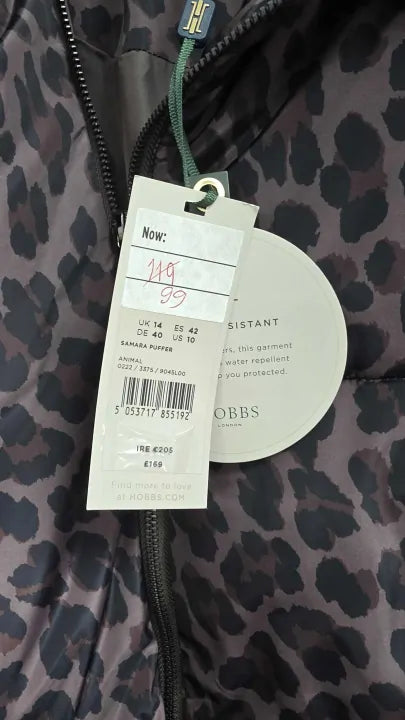 Now:
119
99
UK 14 ES 42
DE 40 US 10
SAMARA PUFFER
ANIMAL
0222 / 3375 / 9045L00
5 053717 855192
IRE €205
£169
Find more to love
at HOBBS.COM
ISTANT
ers, this garment
water repellent
you protected.
OBBS
LONDON